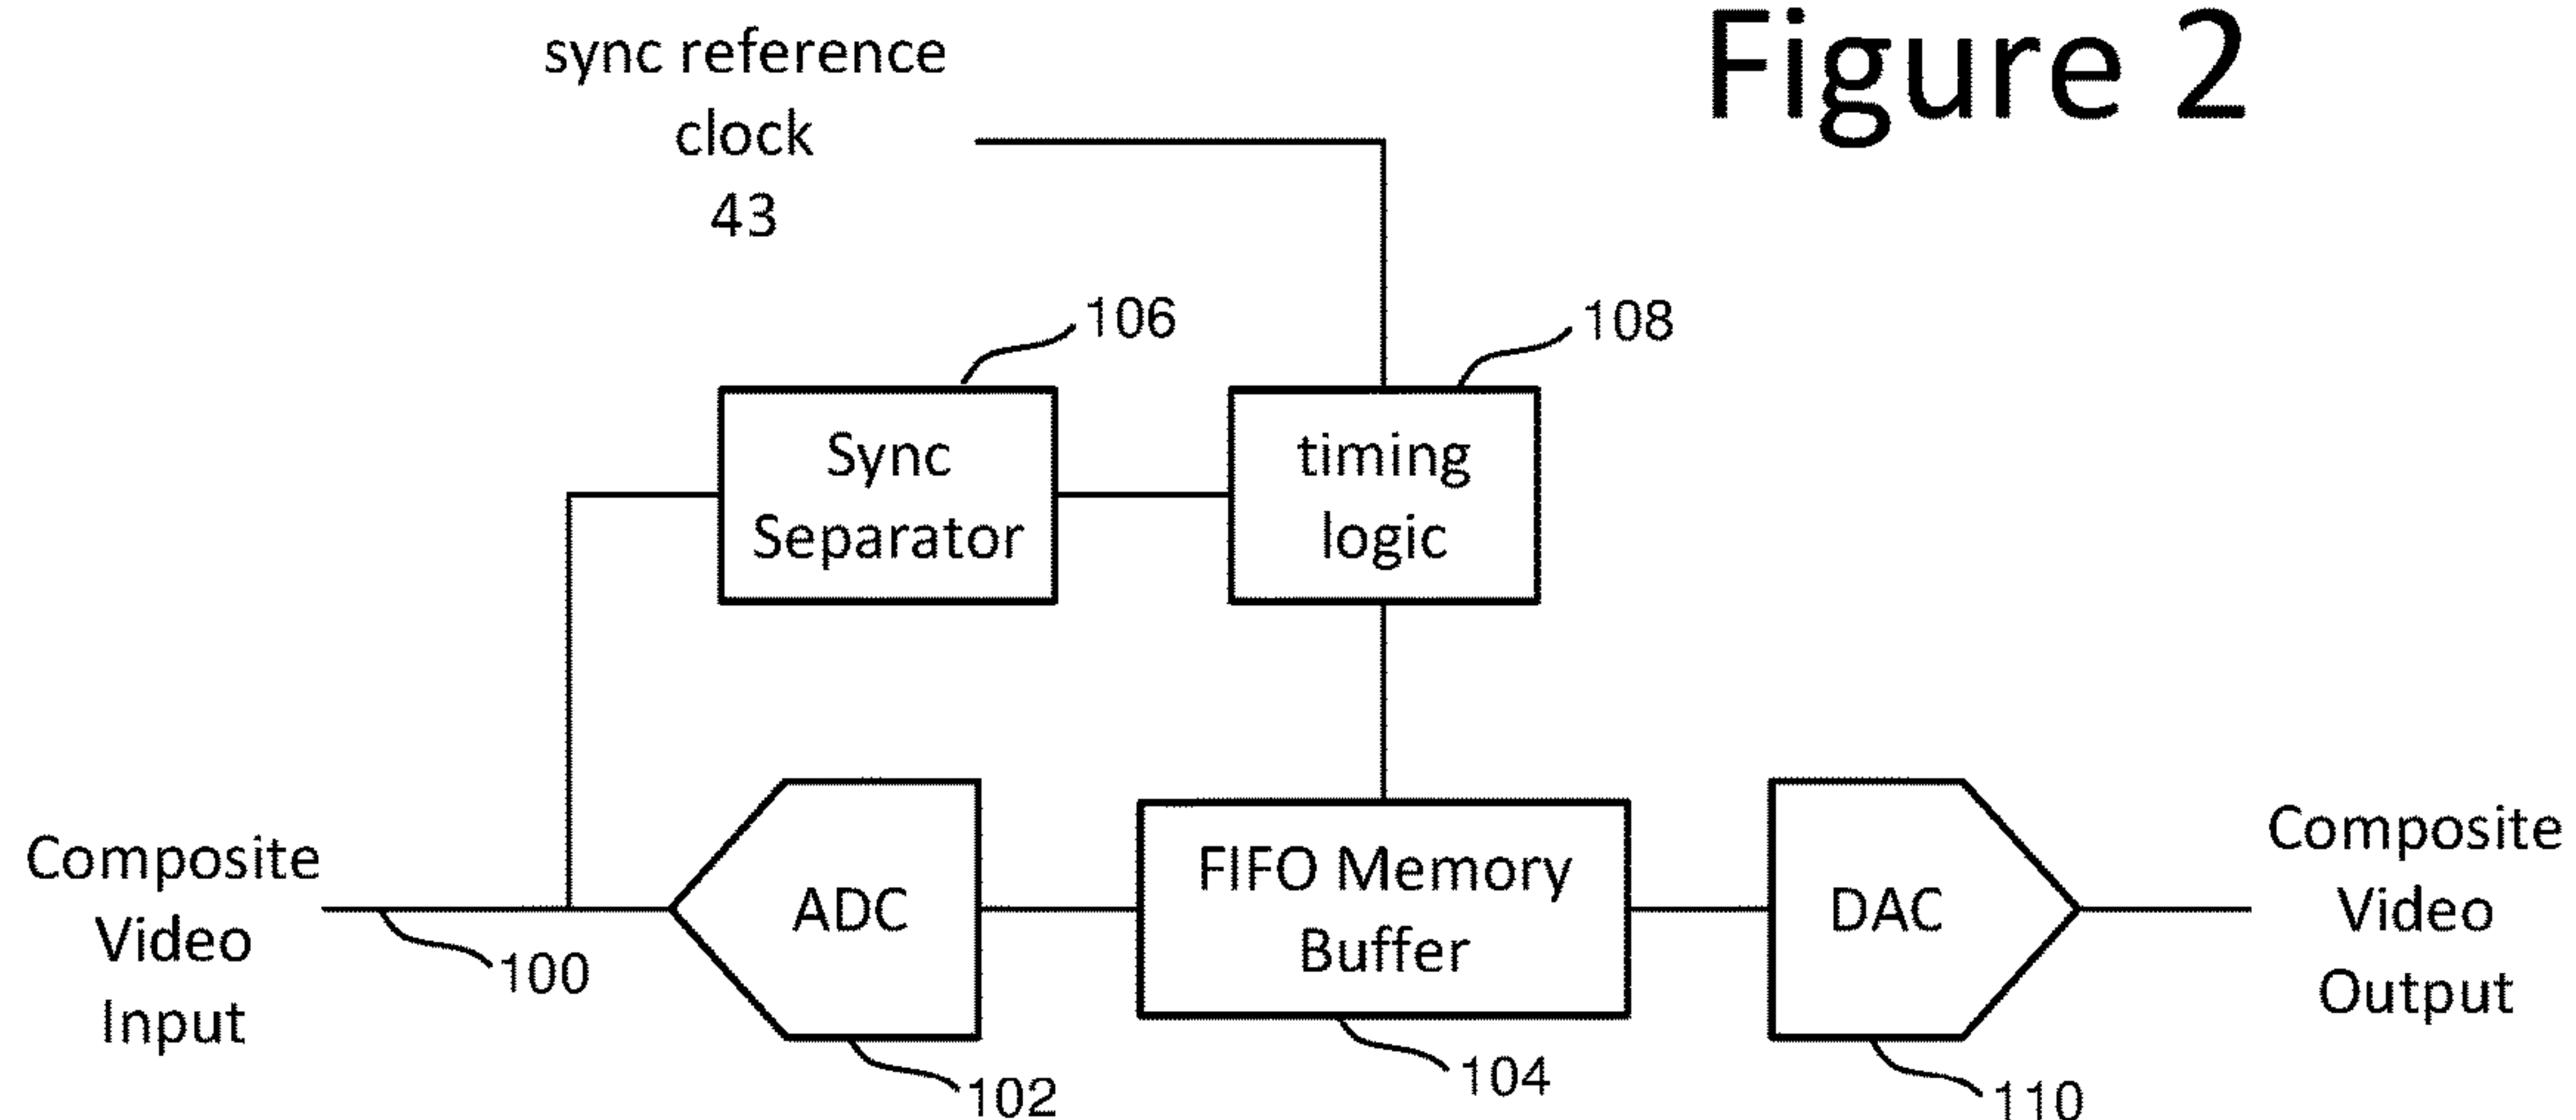 Figure 2
sync reference
clock
43
106
108
Sync
Separator
timing
logic
Composite
Video
Input
100
ADC
102
FIFO Memory
Buffer
104
DAC
110
Composite
Video
Output